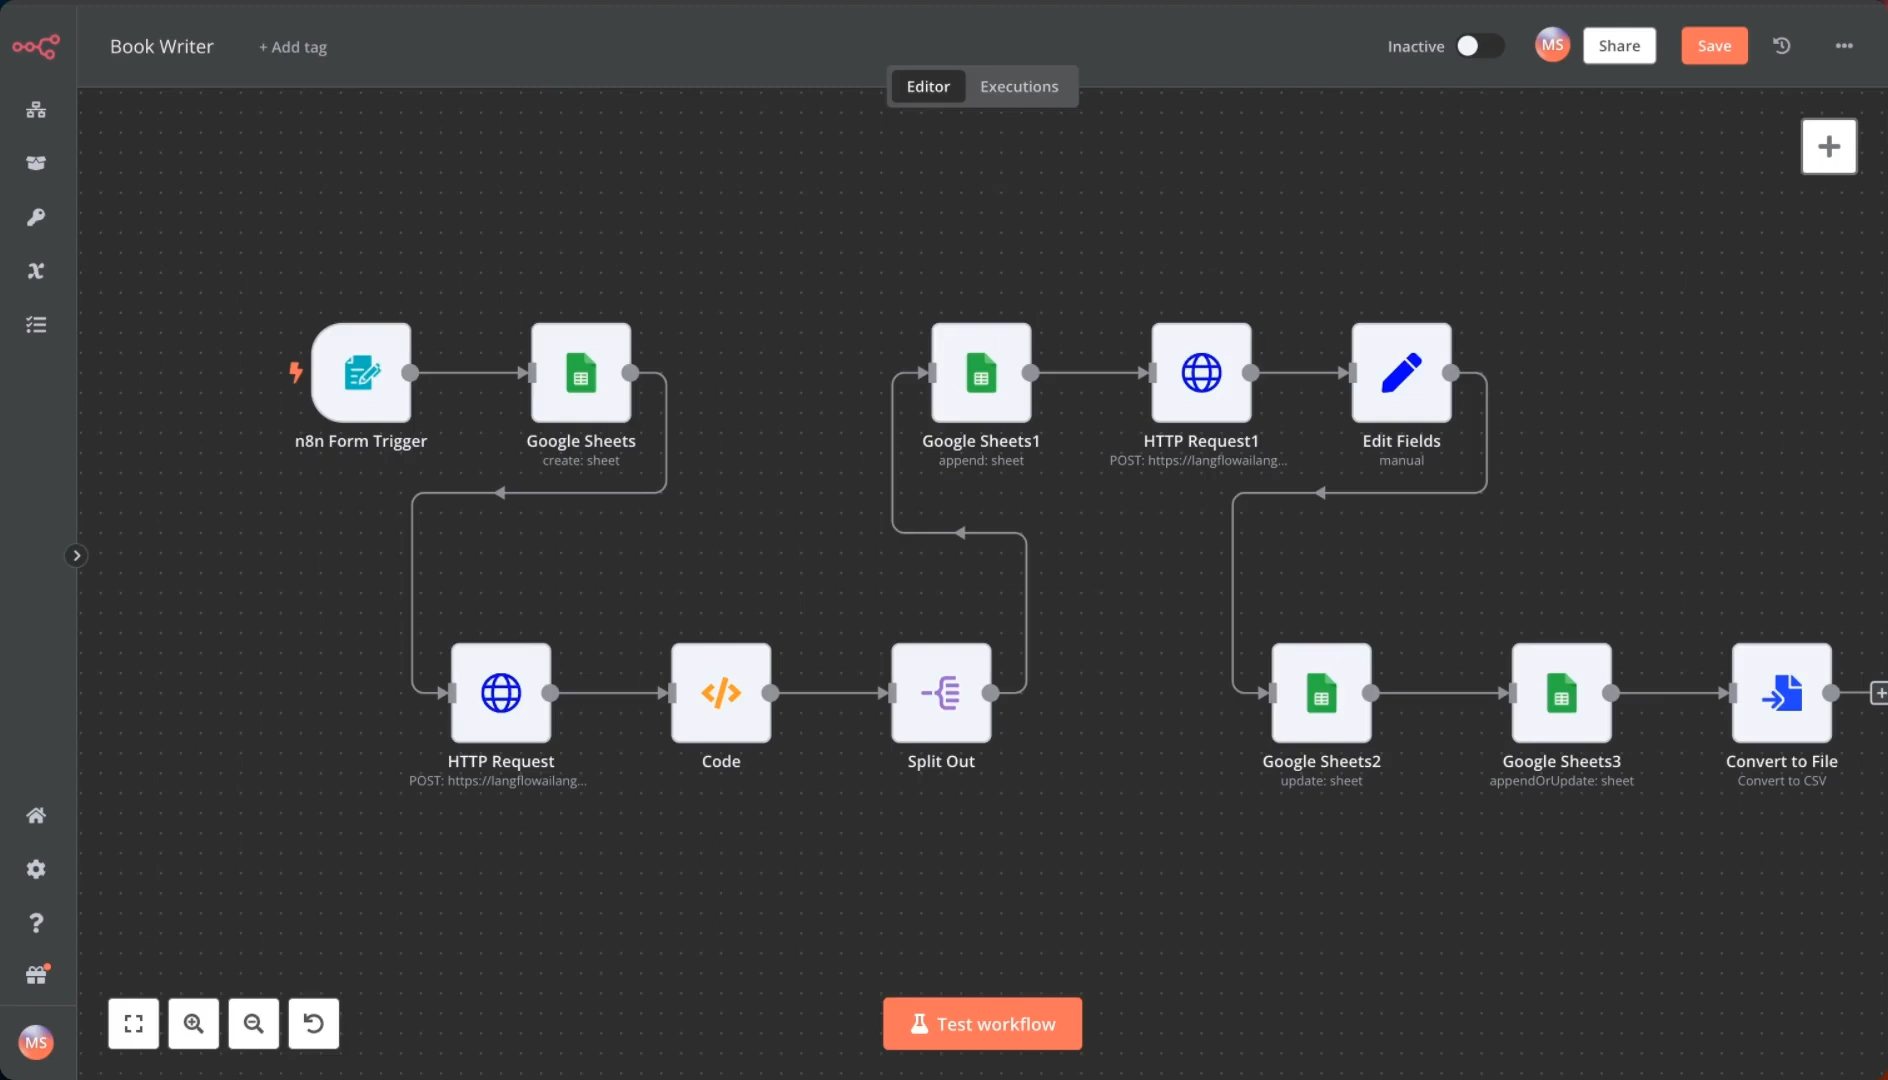 Book Writer
+ Add tag
Inactive
MS
Share
Save
Editor
Executions
n8n Form Trigger
Google Sheets
create: sheet
Google Sheets1
append: sheet
HTTP Request1
POST: https://langflowailang...
Edit Fields
manual
HTTP Request
POST: https://langflowailang...
Code
Split Out
Google Sheets2
update: sheet
Google Sheets3
appendOrUpdate: sheet
Convert to File
Convert to CSV
Test workflow
MS